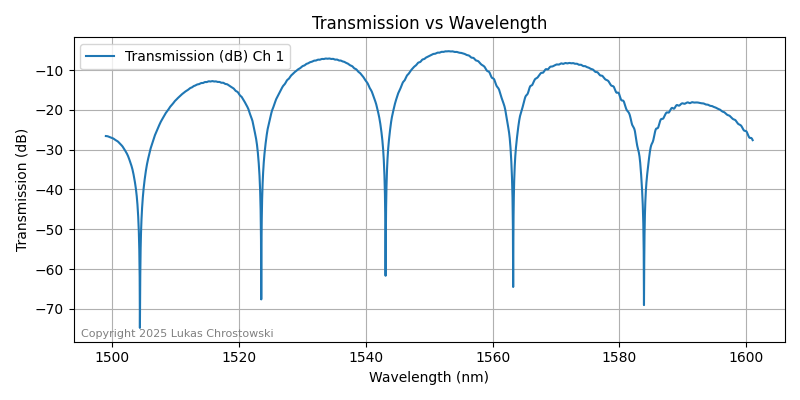 Transmission vs Wavelength
Transmission (dB) Ch 1
Transmission (dB)
−10
−20
−30
−40
−50
−60
−70
Copyright 2025 Lukas Chrostowski
1500
1520
1540
1560
1580
1600
Wavelength (nm)